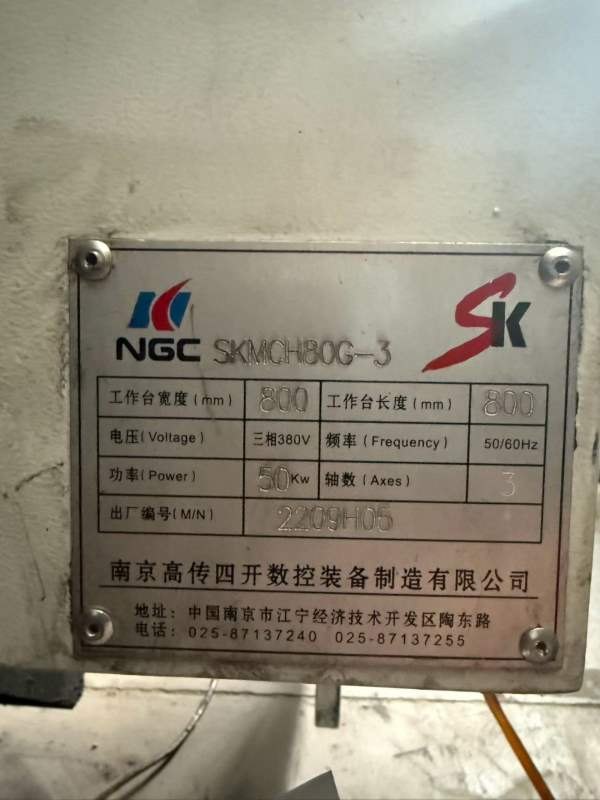 NGC SKMCH80G-3 SK
工作台宽度(mm) 800 工作台长度(mm) 800
电压(Voltage) 三相380V 频率(Frequency) 50/60Hz
功率(Power) 50Kw 轴数(Axes) 3
出厂编号(M/N) 2209H05
南京高传四开数控装备制造有限公司
地址: 中国南京市江宁经济技术开发区陶东路
电话: 025-87137240 025-87137255